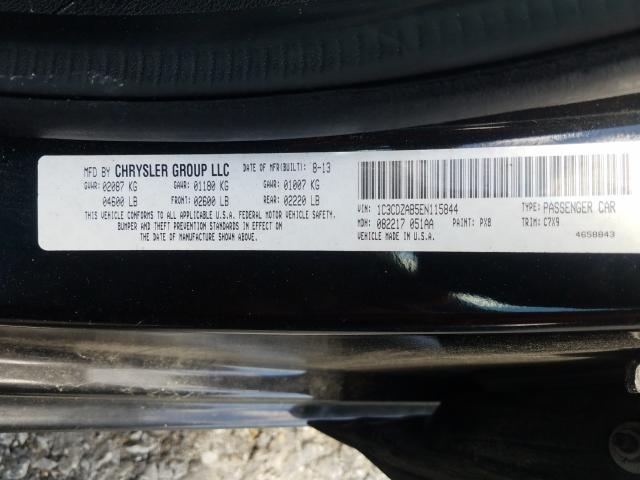 MFD BY CHRYSLER GROUP LLC DATE OF MFR(BUILT): 8-13
GVWR: 02087 KG GAWR: 01180 KG GAWR: 01007 KG
04600 LB FRONT: 02600 LB REAR: 02220 LB
THIS VEHICLE CONFORMS TO ALL APPLICABLE U.S.A. FEDERAL MOTOR VEHICLE SAFETY,
BUMPER AND THEFT PREVENTION STANDARDS IN EFFECT ON
THE DATE OF MANUFACTURE SHOWN ABOVE.
VIN: 1C3CDZAB5EN115844 TYPE: PASSENGER CAR
MDH: 082217 051AA PAINT: PX8 TRIM: C7X9
VEHICLE MADE IN U.S.A. 4658843